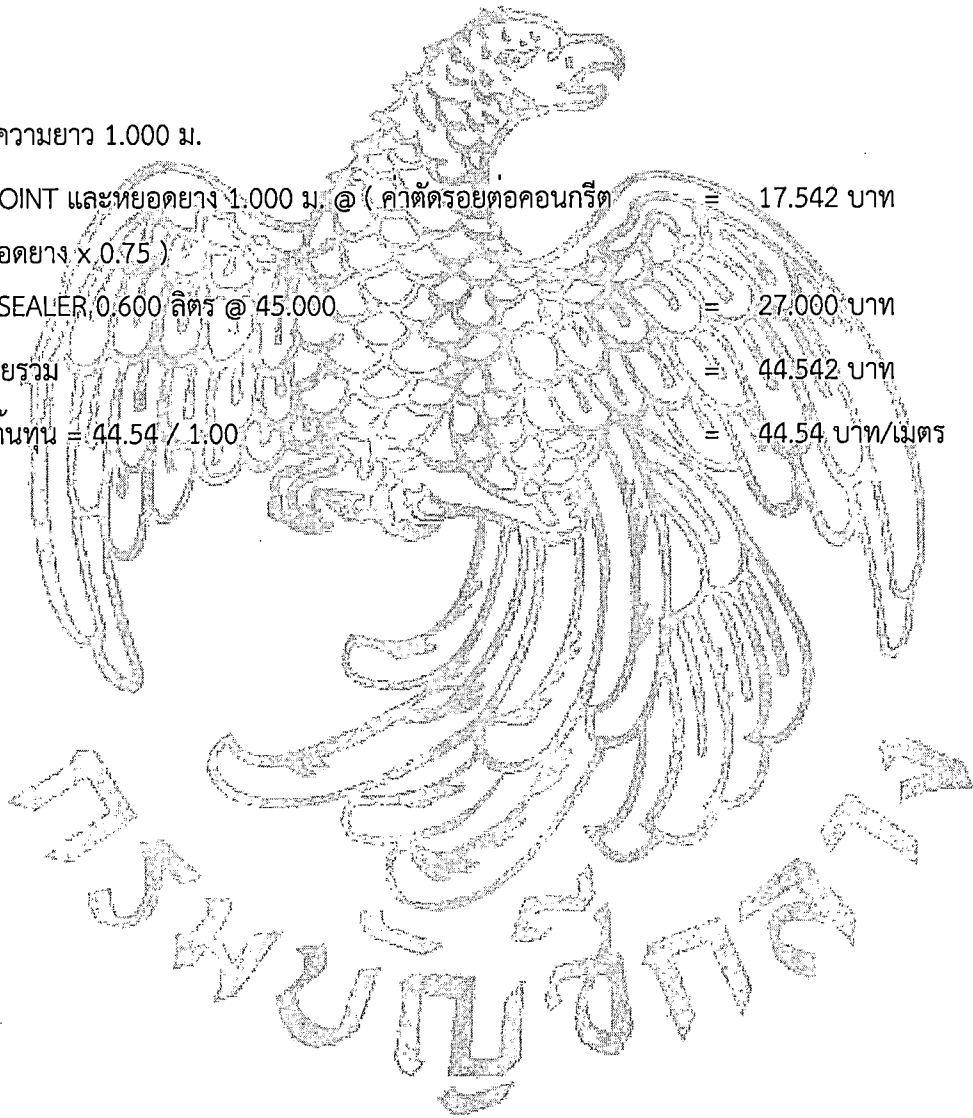 ความยาว 1.000 ม.
OINT และหยอดยาง 1.000 ม. @ ( ค่าตัดรอยต่อคอนกรีต = 17.542 บาท
อดยาง x 0.75 )
SEALER 0.600 ลิตร @ 45.000 = 27.000 บาท
ยรวม = 44.542 บาท
นทุน = 44.54 / 1.00 = 44.54 บาท/เมตร
กรมบัญชีกลาง